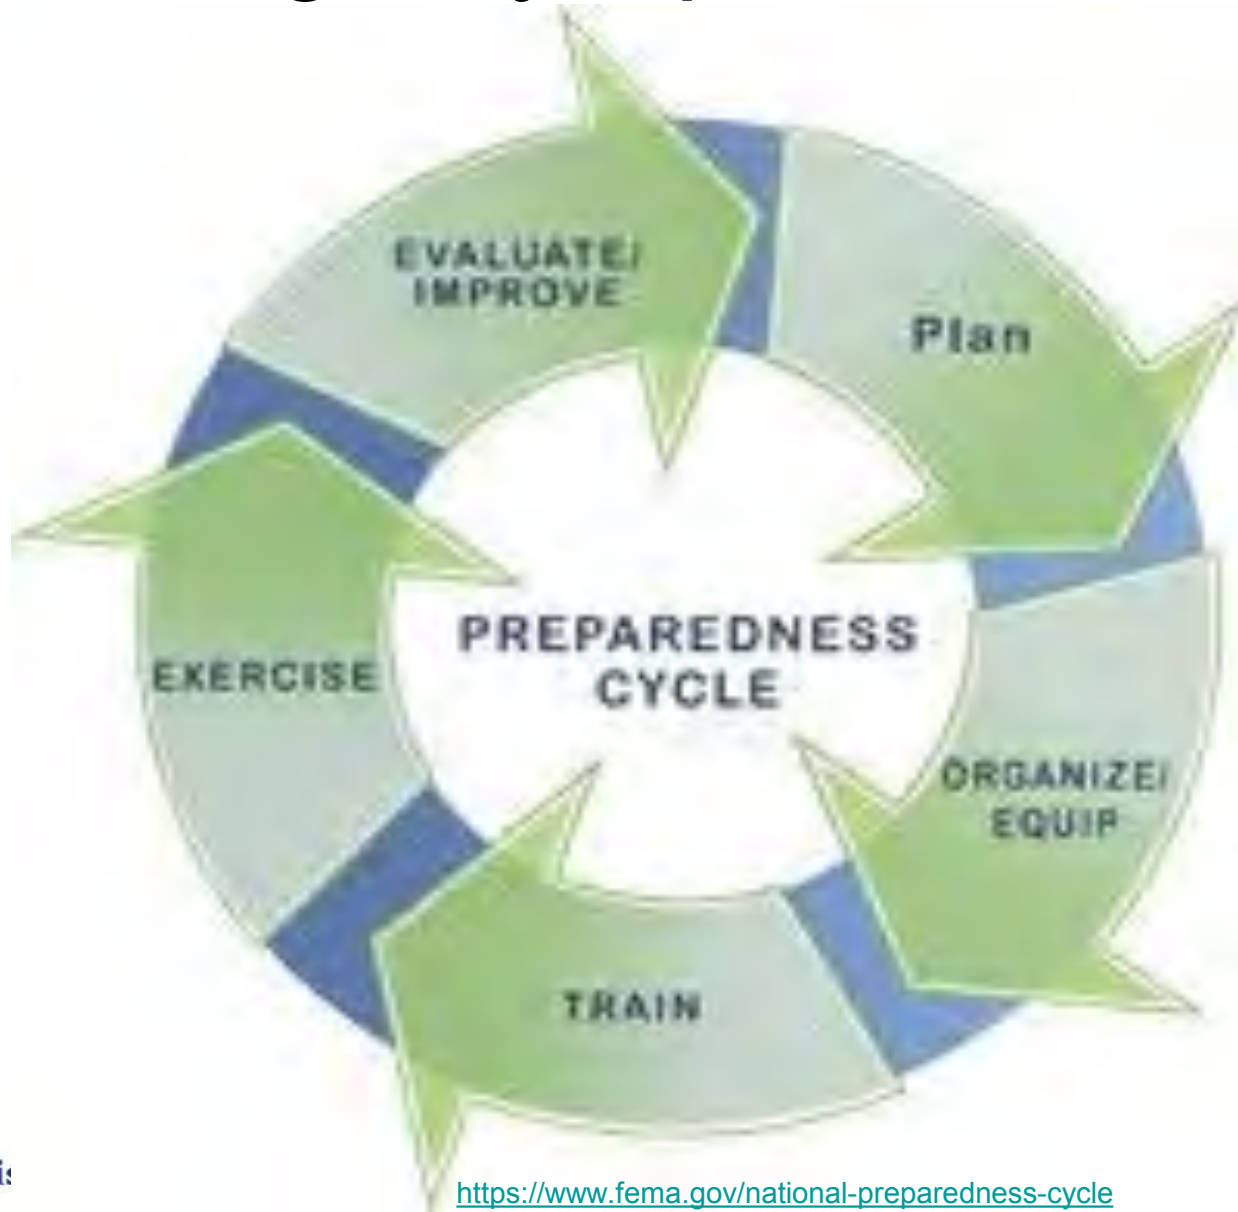 EVALUATE/
IMPROVE
Plan
EXERCISE
PREPAREDNESS
CYCLE
ORGANIZE/
EQUIP
TRAIN
https://www.fema.gov/national-preparedness-cycle